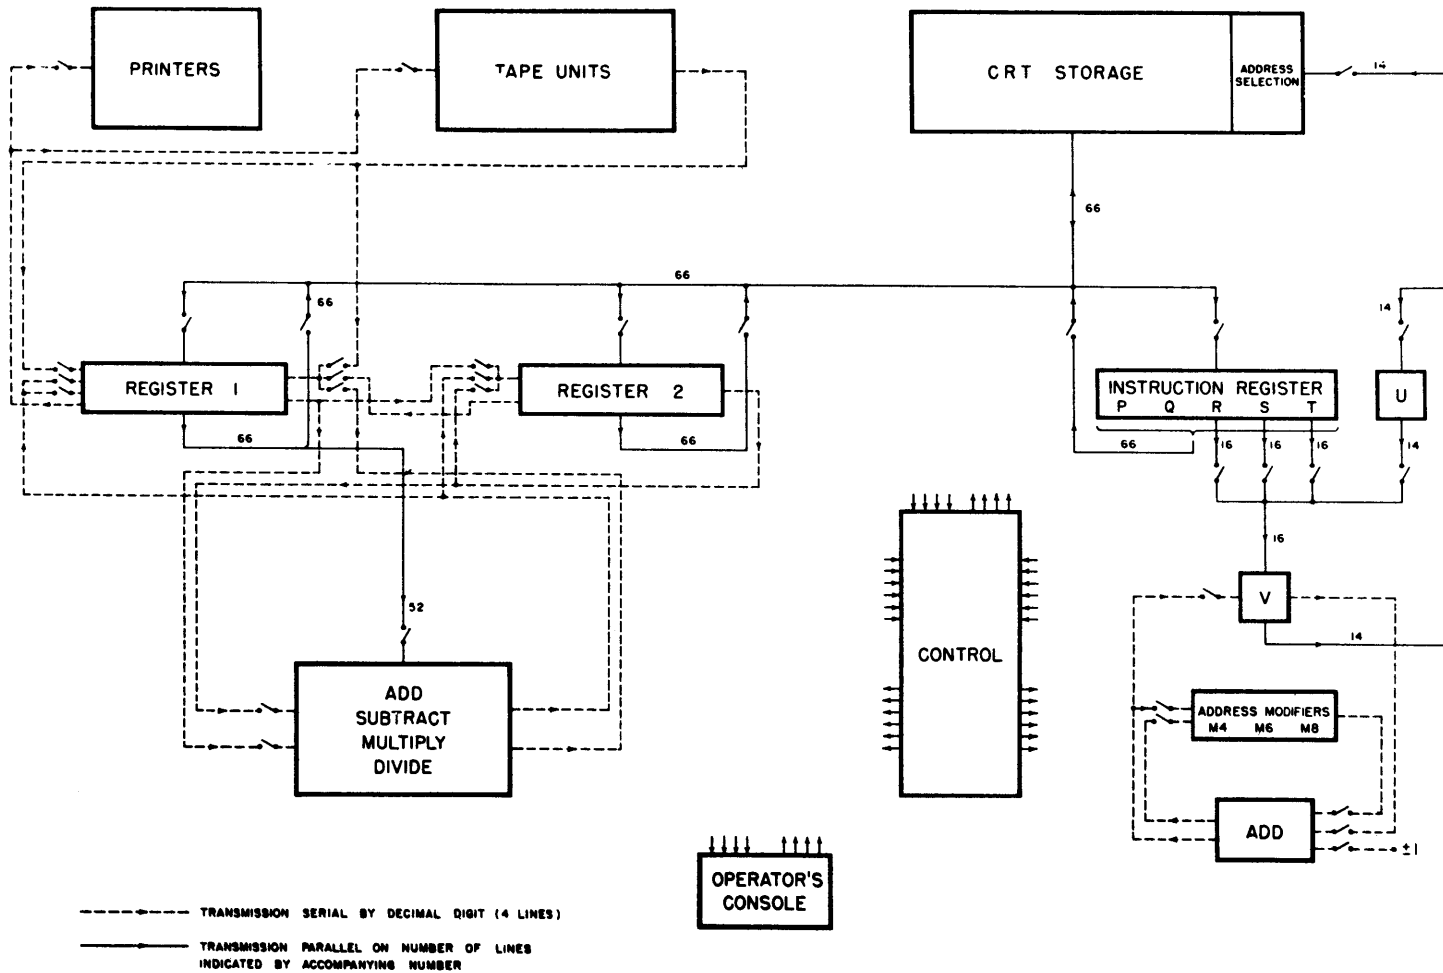 PRINTERS
TAPE UNITS
CRT STORAGE
ADDRESS
SELECTION
14
66
66
66
14
REGISTER 1
REGISTER 2
INSTRUCTION REGISTER
P Q R S T
U
66
66
66
16
16
16
14
16
52
V
14
CONTROL
ADD
SUBTRACT
MULTIPLY
DIVIDE
ADDRESS MODIFIERS
M4 M6 M8
ADD
±1
OPERATOR'S
CONSOLE
TRANSMISSION SERIAL BY DECIMAL DIGIT (4 LINES)
TRANSMISSION PARALLEL ON NUMBER OF LINES
INDICATED BY ACCOMPANYING NUMBER